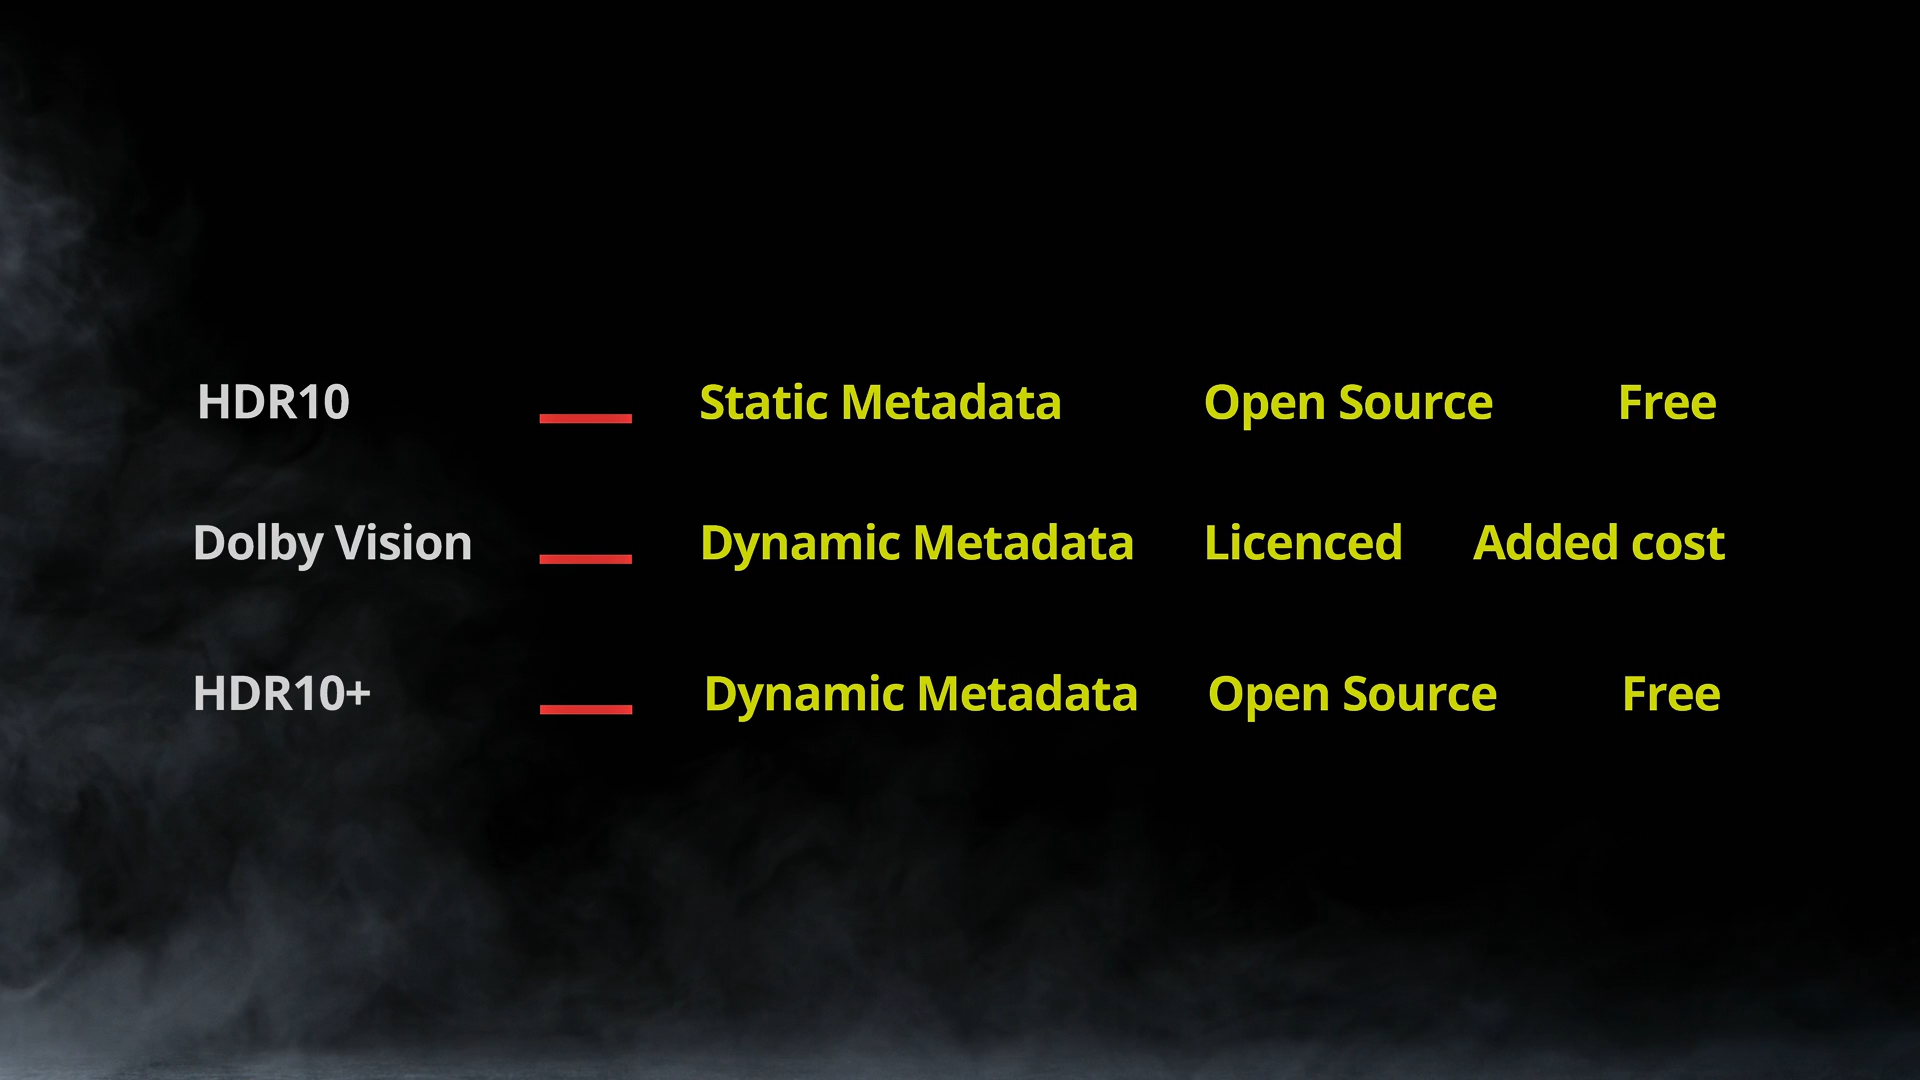 HDR10 Static Metadata Open Source Free
Dolby Vision Dynamic Metadata Licenced Added cost
HDR10+ Dynamic Metadata Open Source Free